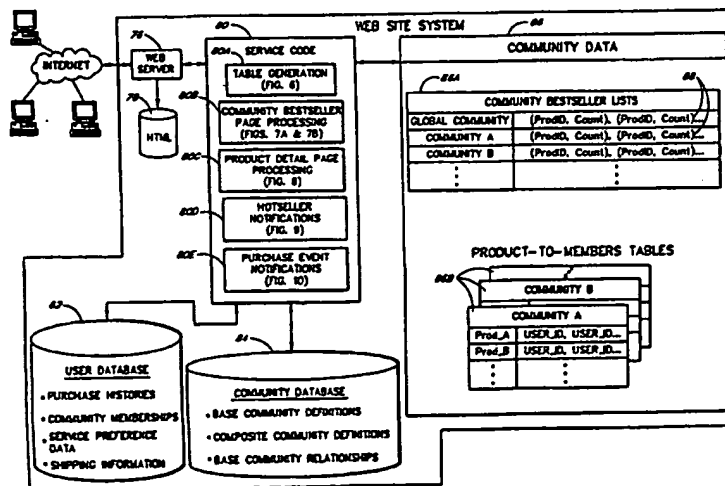 WEB SITE SYSTEM
INTERNET
76
WEB
SERVER
78
HTML
80
SERVICE CODE
80A
TABLE GENERATION
(FIG. 6)
80B
COMMUNITY BESTSELLER
PAGE PROCESSING
(FIGS. 7A & 7B)
80C
PRODUCT DETAIL PAGE
PROCESSING
(FIG. 8)
80D
HOTSELLER
NOTIFICATIONS
(FIG. 9)
80E
PURCHASE EVENT
NOTIFICATIONS
(FIG. 10)
82
USER DATABASE
• PURCHASE HISTORIES
• COMMUNITY MEMBERSHIPS
• SERVICE PREFERENCE
DATA
• SHIPPING INFORMATION
84
COMMUNITY DATABASE
• BASE COMMUNITY DEFINITIONS
• COMPOSITE COMMUNITY DEFINITIONS
• BASE COMMUNITY RELATIONSHIPS
86
COMMUNITY DATA
86A
88
COMMUNITY BESTSELLER LISTS
GLOBAL COMMUNITY (ProdID, Count), (ProdID, Count)...
COMMUNITY A (ProdID, Count), (ProdID, Count)...
COMMUNITY B (ProdID, Count), (ProdID, Count)...
PRODUCT-TO-MEMBERS TABLES
86B
COMMUNITY B
COMMUNITY A
Prod_A USER_ID, USER_ID...
Prod_B USER_ID, USER_ID...